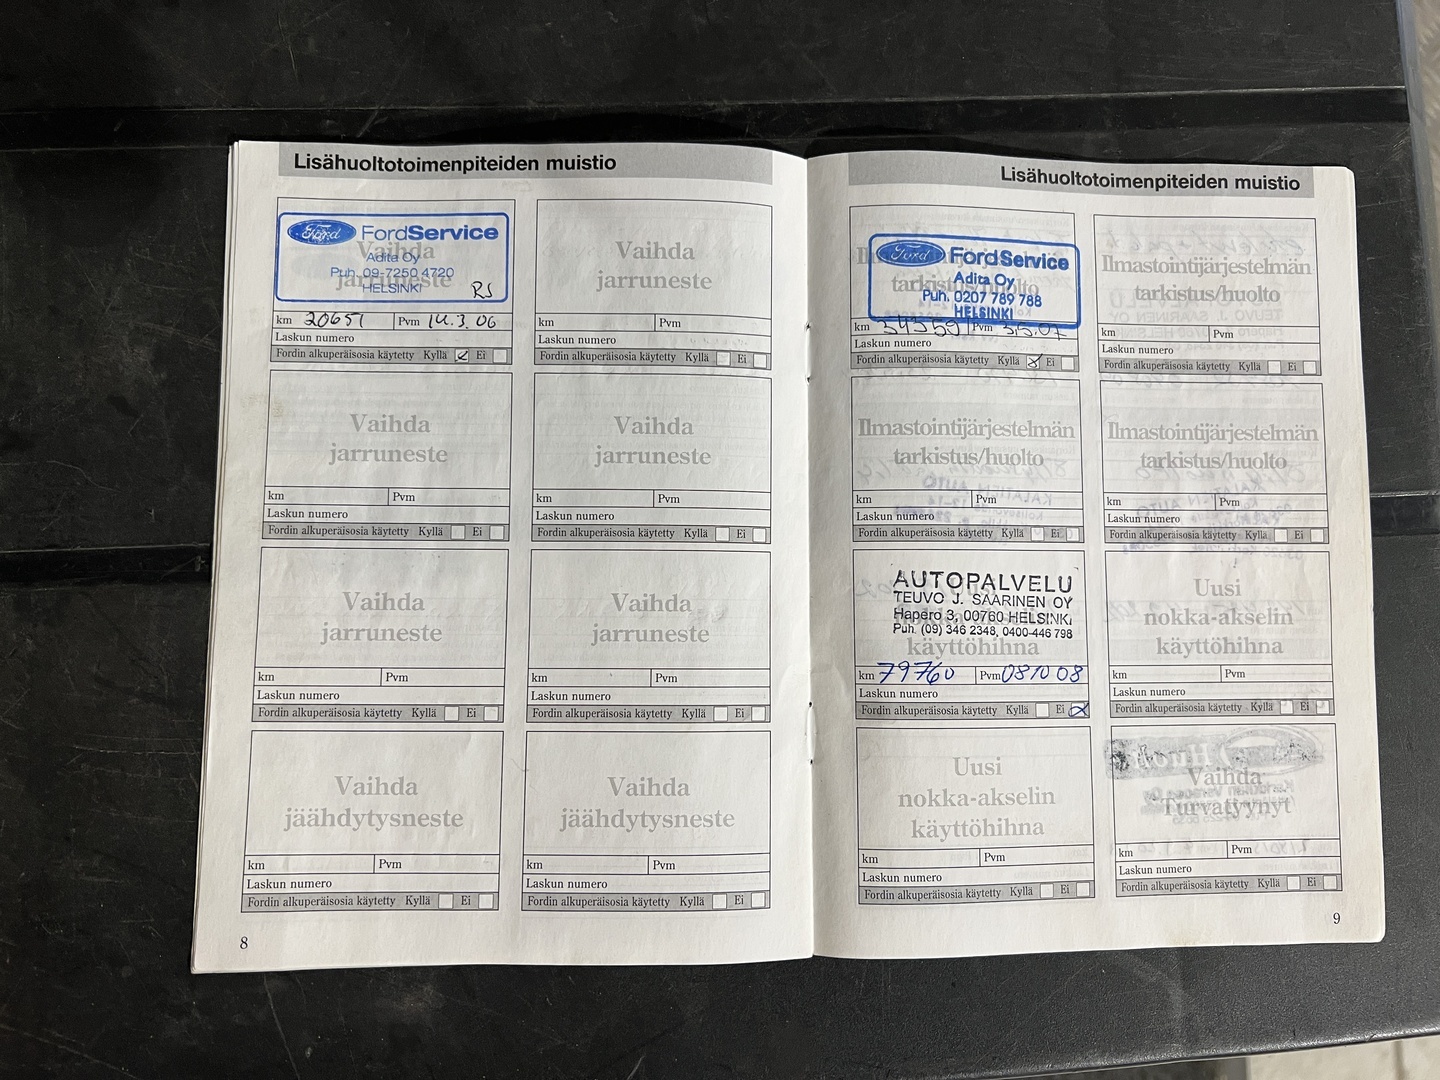 Lisähuoltotoimenpiteiden muistio
Ford FordService
Vaihda
Adita Oy
Puh. 09-7250 4720
jarruneste
HELSINKI
RS
km 20651 Pvm 14.3.06
Laskun numero
Fordin alkuperäisosia käytetty Kyllä Ei
Vaihda
jarruneste
km Pvm
Laskun numero
Fordin alkuperäisosia käytetty Kyllä Ei
Vaihda
jarruneste
km Pvm
Laskun numero
Fordin alkuperäisosia käytetty Kyllä Ei
Vaihda
jarruneste
km Pvm
Laskun numero
Fordin alkuperäisosia käytetty Kyllä Ei
Vaihda
jarruneste
km Pvm
Laskun numero
Fordin alkuperäisosia käytetty Kyllä Ei
Vaihda
jarruneste
km Pvm
Laskun numero
Fordin alkuperäisosia käytetty Kyllä Ei
Vaihda
jäähdytysneste
km Pvm
Laskun numero
Fordin alkuperäisosia käytetty Kyllä Ei
Vaihda
jäähdytysneste
km Pvm
Laskun numero
Fordin alkuperäisosia käytetty Kyllä Ei
8
Lisähuoltotoimenpiteiden muistio
Ford FordService
Adita Oy
tarkistus/huolto
Puh. 0207 789 788
HELSINKI
km 34359 Pvm 3.5.07
Laskun numero
Fordin alkuperäisosia käytetty Kyllä Ei
Ilmastointijärjestelmän
tarkistus/huolto
km Pvm
Laskun numero
Fordin alkuperäisosia käytetty Kyllä Ei
Ilmastointijärjestelmän
tarkistus/huolto
km Pvm
Laskun numero
Fordin alkuperäisosia käytetty Kyllä Ei
Ilmastointijärjestelmän
tarkistus/huolto
km Pvm
Laskun numero
Fordin alkuperäisosia käytetty Kyllä Ei
AUTOPALVELU
TEUVO J. SAARINEN OY
Hapero 3, 00760 HELSINKI
Puh. (09) 346 2348, 0400-446 798
käyttöhihna
km 79760 Pvm 081008
Laskun numero
Fordin alkuperäisosia käytetty Kyllä Ei
Uusi
nokka-akselin
käyttöhihna
km Pvm
Laskun numero
Fordin alkuperäisosia käytetty Kyllä Ei
Uusi
nokka-akselin
käyttöhihna
km Pvm
Laskun numero
Fordin alkuperäisosia käytetty Kyllä Ei
Vaihda
Turvatyynyt
km Pvm
Laskun numero
Fordin alkuperäisosia käytetty Kyllä Ei
9